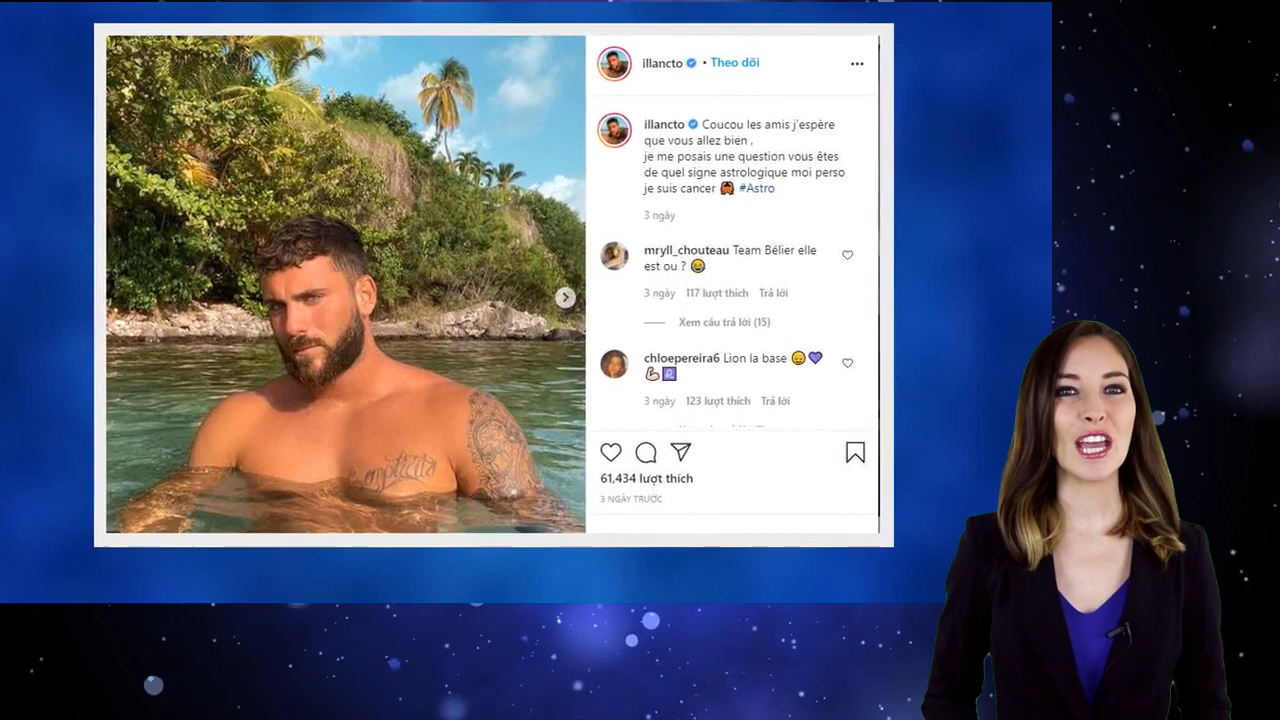 illancto • Theo dõi
illancto Coucou les amis j'espère
que vous allez bien ,
je me posais une question vous êtes
de quel signe astrologique moi perso
je suis cancer 🙆 #Astro
3 ngày
mryll_chouteau Team Bélier elle
est ou ? 😂
3 ngày 117 lượt thích Trả lời
Xem câu trả lời (15)
chloepereira6 Lion la base 😞💜
💪🏻♌
3 ngày 123 lượt thích Trả lời
61,434 lượt thích
3 NGÀY TRƯỚC